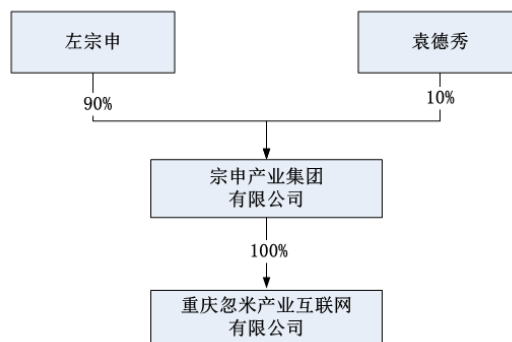 左宗申
袁德秀
90%
10%
宗申产业集团
有限公司
100%
重庆忽米产业互联网
有限公司